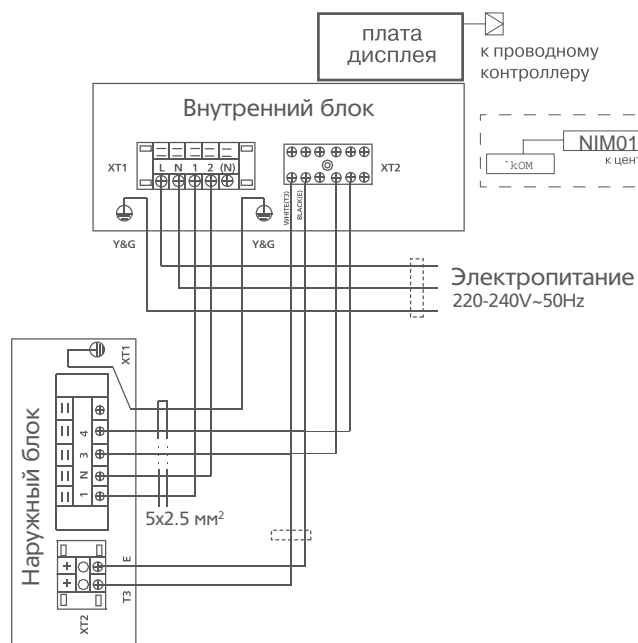 плата
дисплея
к проводному
контроллеру
Внутренний блок
NIM01
к цен
`kOM
XT1
L N 1 2 (N)
XT2
WHITE(T3)
BLACK(E)
Y&G
Y&G
Электропитание
220-240V~50Hz
Наружный блок
XT1
4
3
N
1
5x2.5 мм²
E
T3
XT2